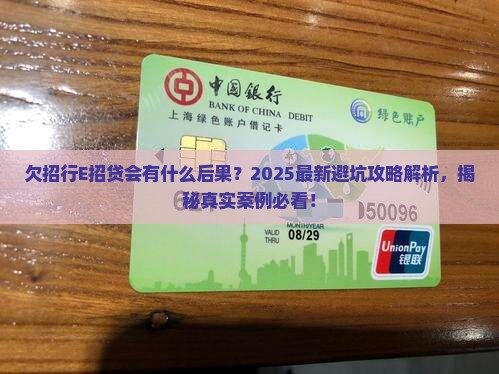 中国银行
BANK OF CHINA DEBIT
绿色账户
上海绿色账户借记卡
欠招行E招贷会有什么后果？2025最新避坑攻略解析，揭
秘真实案例必看！
50096
MONTH/YEAR
VALID THRU 08/29
UnionPay
银联